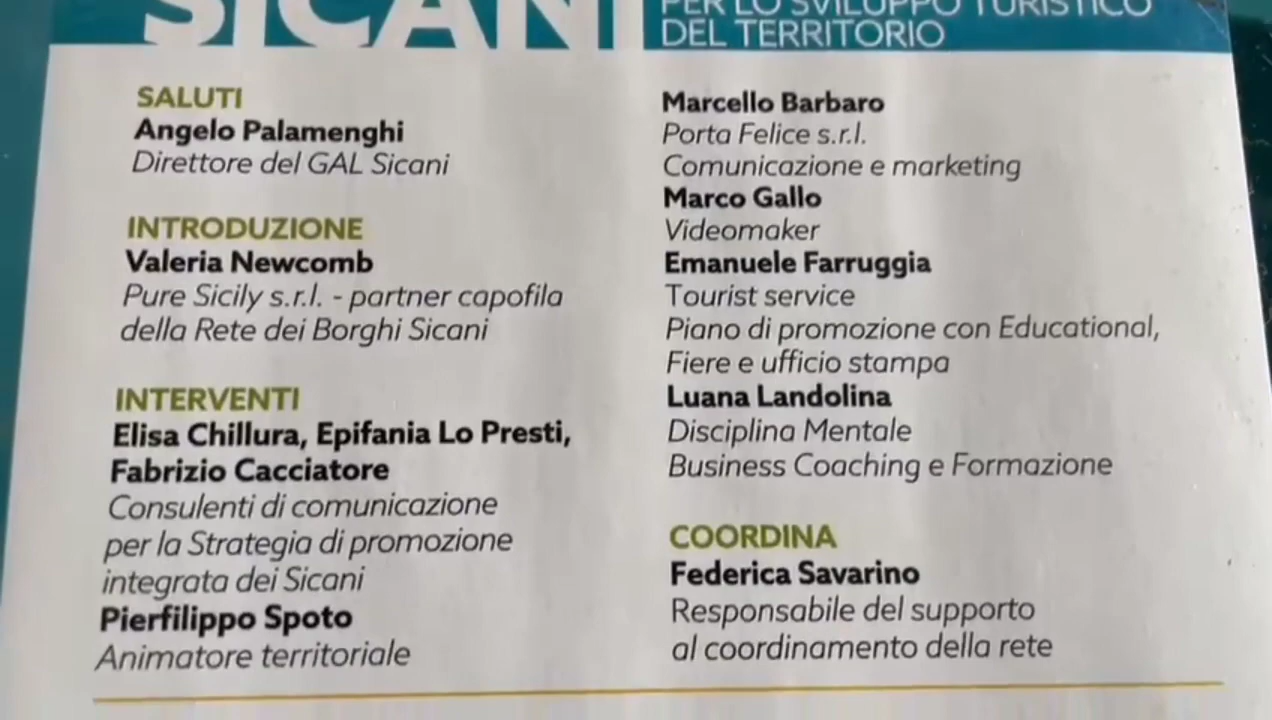 SICANI
PER LO SVILUPPO TURISTICO
DEL TERRITORIO
SALUTI
Angelo Palamenghi
Direttore del GAL Sicani
INTRODUZIONE
Valeria Newcomb
Pure Sicily s.r.l. - partner capofila
della Rete dei Borghi Sicani
INTERVENTI
Elisa Chillura, Epifania Lo Presti,
Fabrizio Cacciatore
Consulenti di comunicazione
per la Strategia di promozione
integrata dei Sicani
Pierfilippo Spoto
Animatore territoriale
Marcello Barbaro
Porta Felice s.r.l.
Comunicazione e marketing
Marco Gallo
Videomaker
Emanuele Farruggia
Tourist service
Piano di promozione con Educational,
Fiere e ufficio stampa
Luana Landolina
Disciplina Mentale
Business Coaching e Formazione
COORDINA
Federica Savarino
Responsabile del supporto
al coordinamento della rete